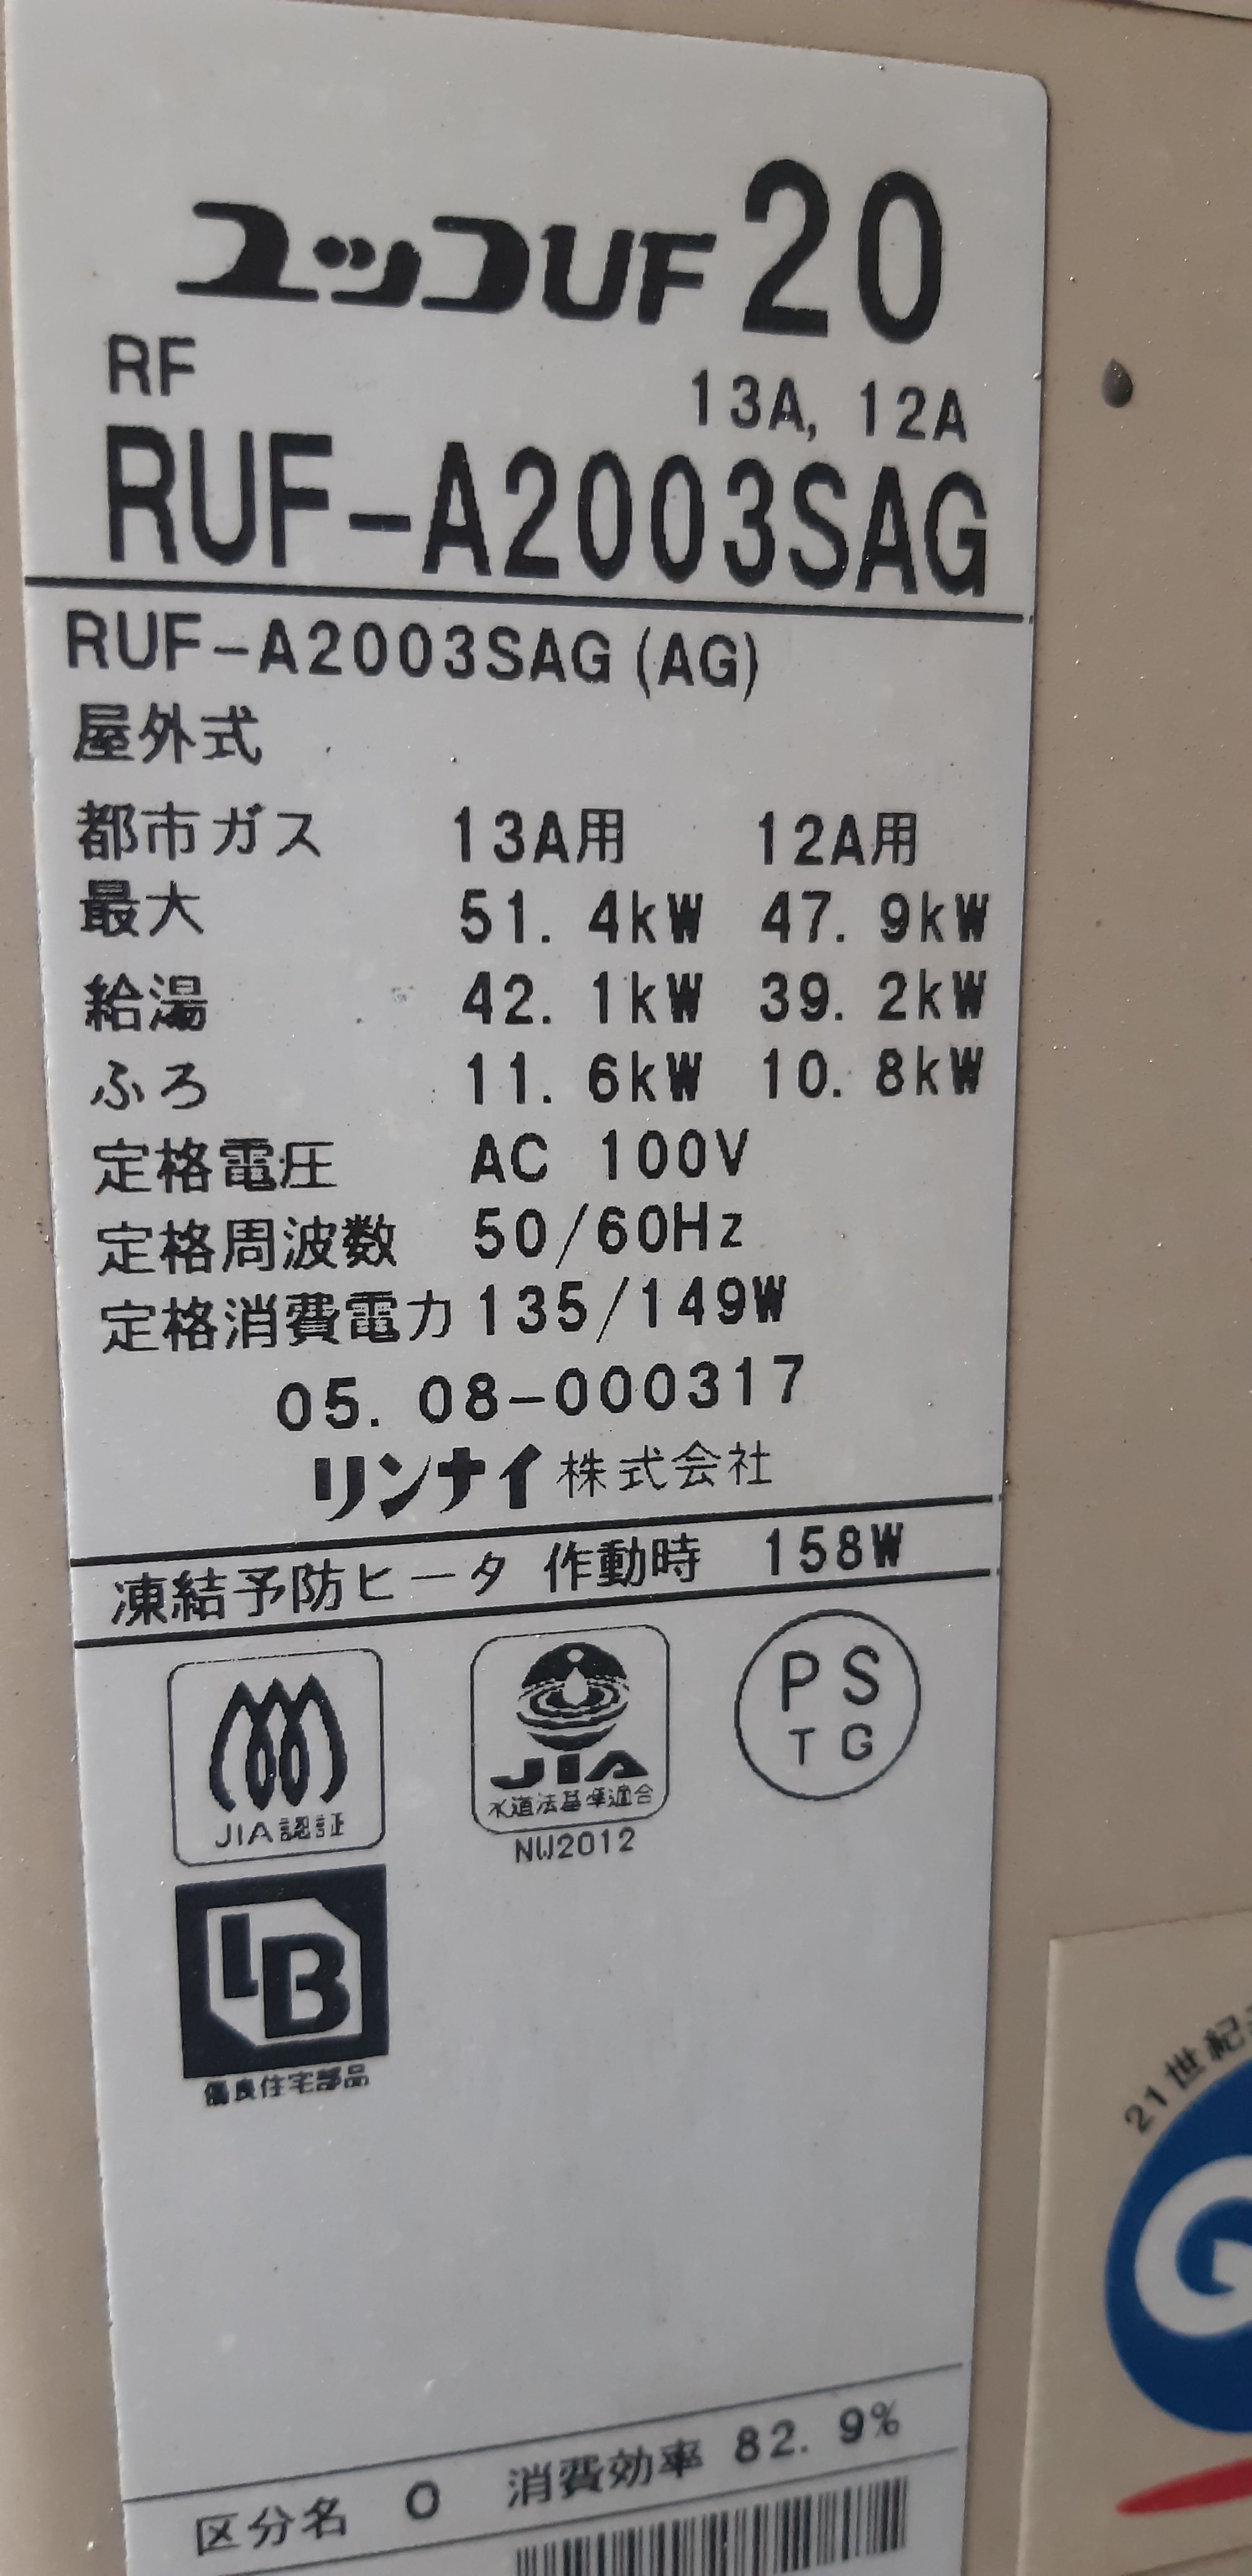 ユッコUF 20
RF
13A, 12A
RUF-A2003SAG
RUF-A2003SAG (AG)
屋外式
都市ガス 13A用 12A用
最大 51. 4kW 47. 9kW
給湯 42. 1kW 39. 2kW
ふろ 11. 6kW 10. 8kW
定格電圧 AC 100V
定格周波数 50/60Hz
定格消費電力 135/149W
05. 08-000317
リンナイ株式会社
凍結予防ヒータ 作動時 158W
JIA認証
JIA
水道法基準適合
NW2012
PS
TG
BL
優良住宅部品
21世紀
G
区分名 O 消費効率 82. 9%